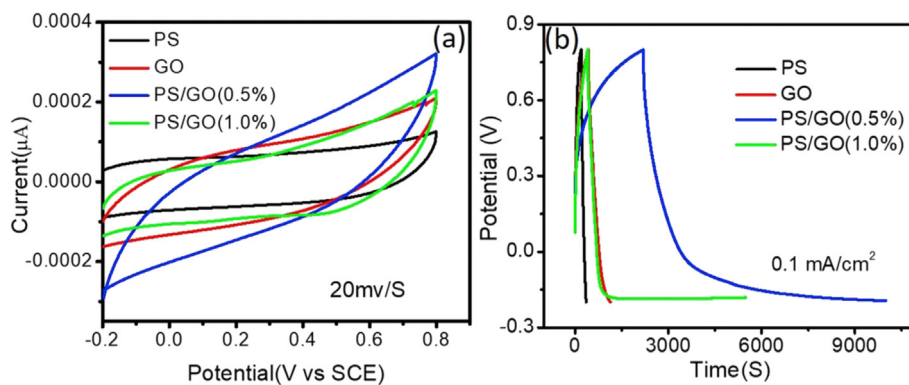 (a)
PS
GO
PS/GO(0.5%)
PS/GO(1.0%)
0.0004
0.0002
0.0000
-0.0002
Current(μA)
20mv/S
-0.2 0.0 0.2 0.4 0.6 0.8
Potential(V vs SCE)
(b)
PS
GO
PS/GO(0.5%)
PS/GO(1.0%)
0.9
0.6
0.3
0.0
-0.3
Potential (V)
0.1 mA/cm²
0 3000 6000 9000
Time(S)